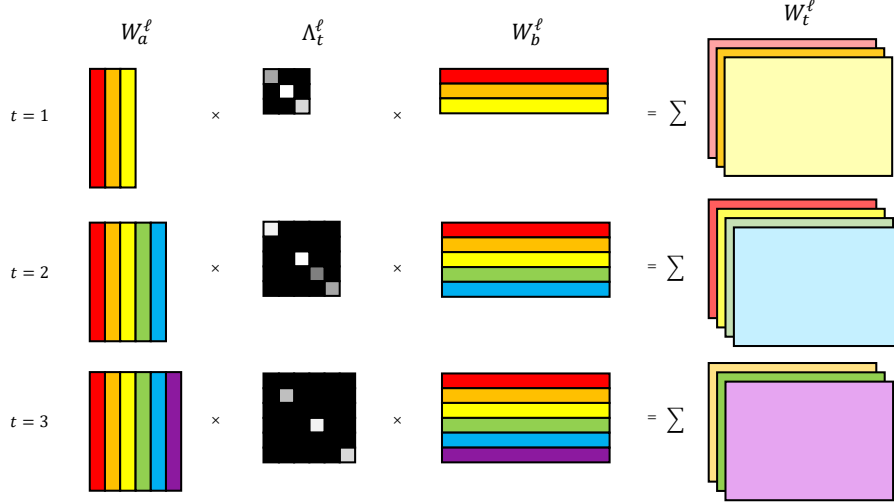 W_a^ℓ Λ_t^ℓ W_b^ℓ W_t^ℓ
t = 1 × × = ∑
t = 2 × × = ∑
t = 3 × × = ∑